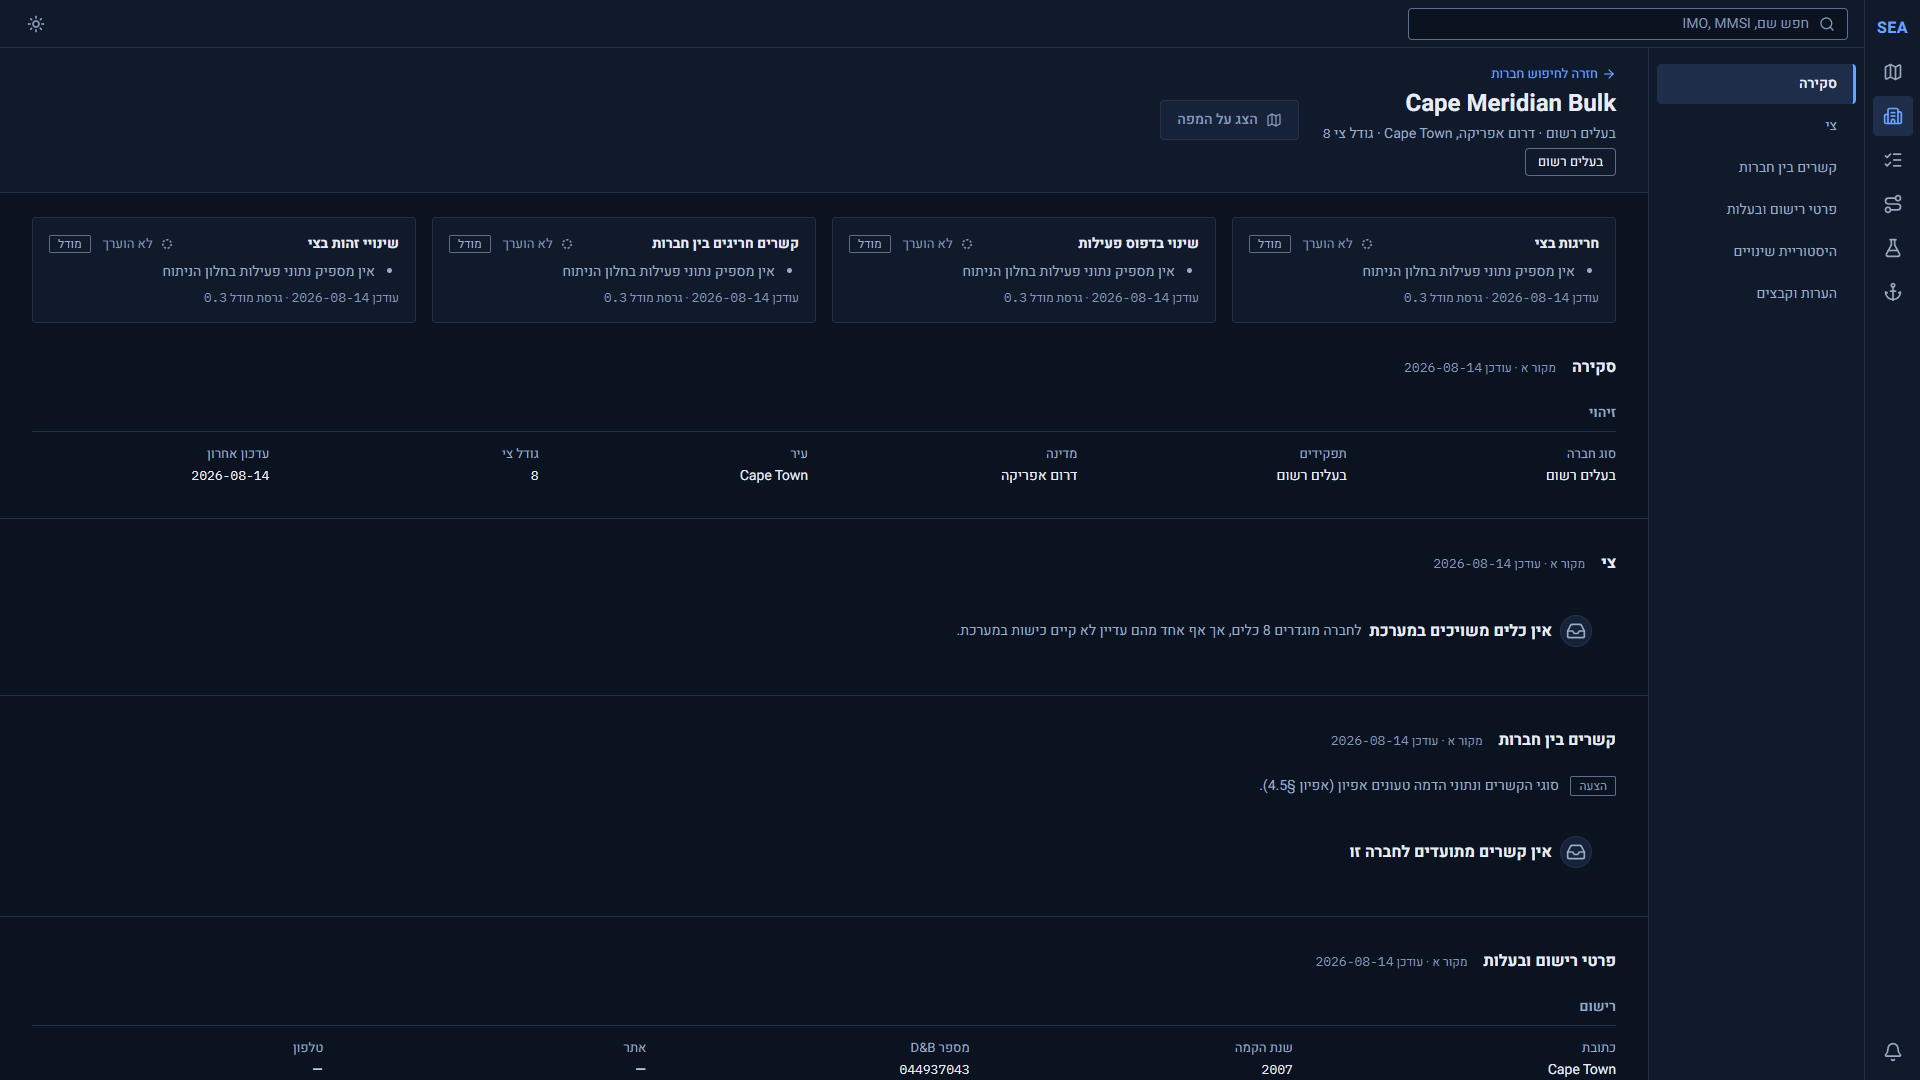 SEA
חפש שם, IMO, MMSI
סקירה
צי
קשרים בין חברות
פרטי רישום ובעלות
היסטוריית שינויים
הערות וקבצים
חזרה לחיפוש חברות
Cape Meridian Bulk
בעלים רשום · דרום אפריקה, Cape Town · גודל צי 8
בעלים רשום
הצג על המפה
חריגות בצי לא הוערך מודל
אין מספיק נתוני פעילות בחלון הניתוח
עודכן 2026-08-14 · גרסת מודל 0.3
שינוי בדפוס פעילות לא הוערך מודל
אין מספיק נתוני פעילות בחלון הניתוח
עודכן 2026-08-14 · גרסת מודל 0.3
קשרים חריגים בין חברות לא הוערך מודל
אין מספיק נתוני פעילות בחלון הניתוח
עודכן 2026-08-14 · גרסת מודל 0.3
שינויי זהות בצי לא הוערך מודל
אין מספיק נתוני פעילות בחלון הניתוח
עודכן 2026-08-14 · גרסת מודל 0.3
סקירה מקור א · עודכן 2026-08-14
זיהוי
סוג חברה תפקידים מדינה עיר גודל צי עדכון אחרון
בעלים רשום בעלים רשום דרום אפריקה Cape Town 8 2026-08-14
צי מקור א · עודכן 2026-08-14
אין כלים משויכים במערכת לחברה מוגדרים 8 כלים, אך אף אחד מהם עדיין לא קיים כישות במערכת.
קשרים בין חברות מקור א · עודכן 2026-08-14
הצעה סוגי הקשרים ונתוני הדמה טעונים אפיון (אפיון §4.5).
אין קשרים מתועדים לחברה זו
פרטי רישום ובעלות מקור א · עודכן 2026-08-14
רישום
כתובת שנת הקמה מספר D&B אתר טלפון
Cape Town 2007 044937043 — —